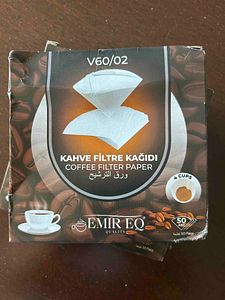 V60/02
KAHVE FİLTRE KAĞIDI
COFFEE FILTER PAPER
ورق الترشيح
4 CUPS
EMIR EQ
QUALITY
50